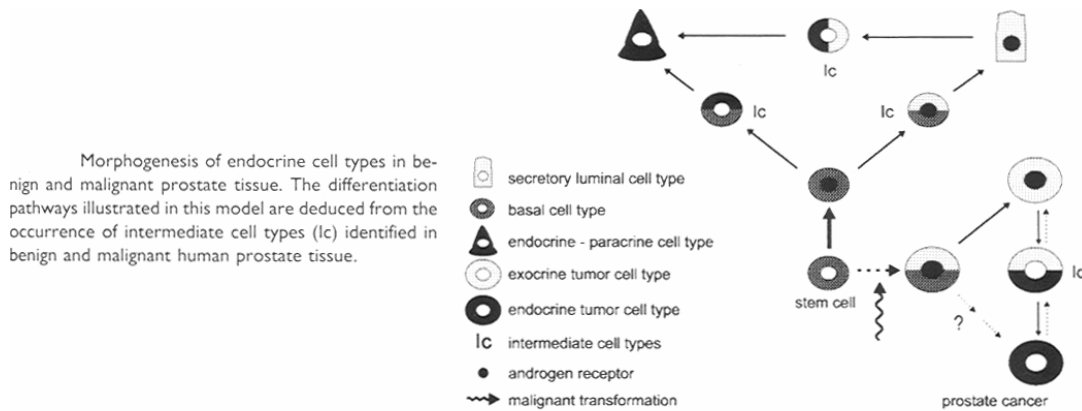 Morphogenesis of endocrine cell types in be-
nign and malignant prostate tissue. The differentiation
pathways illustrated in this model are deduced from the
occurrence of intermediate cell types (Ic) identified in
benign and malignant human prostate tissue.
secretory luminal cell type
basal cell type
endocrine - paracrine cell type
exocrine tumor cell type
endocrine tumor cell type
Ic intermediate cell types
androgen receptor
malignant transformation
Ic
Ic
Ic
stem cell
Ic
?
prostate cancer